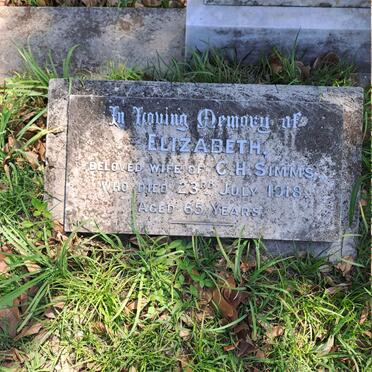 In Loving Memory of
ELIZABETH,
BELOVED WIFE OF C. H. SIMMS,
WHO DIED 23RD JULY 1918,
AGED 65 YEARS.